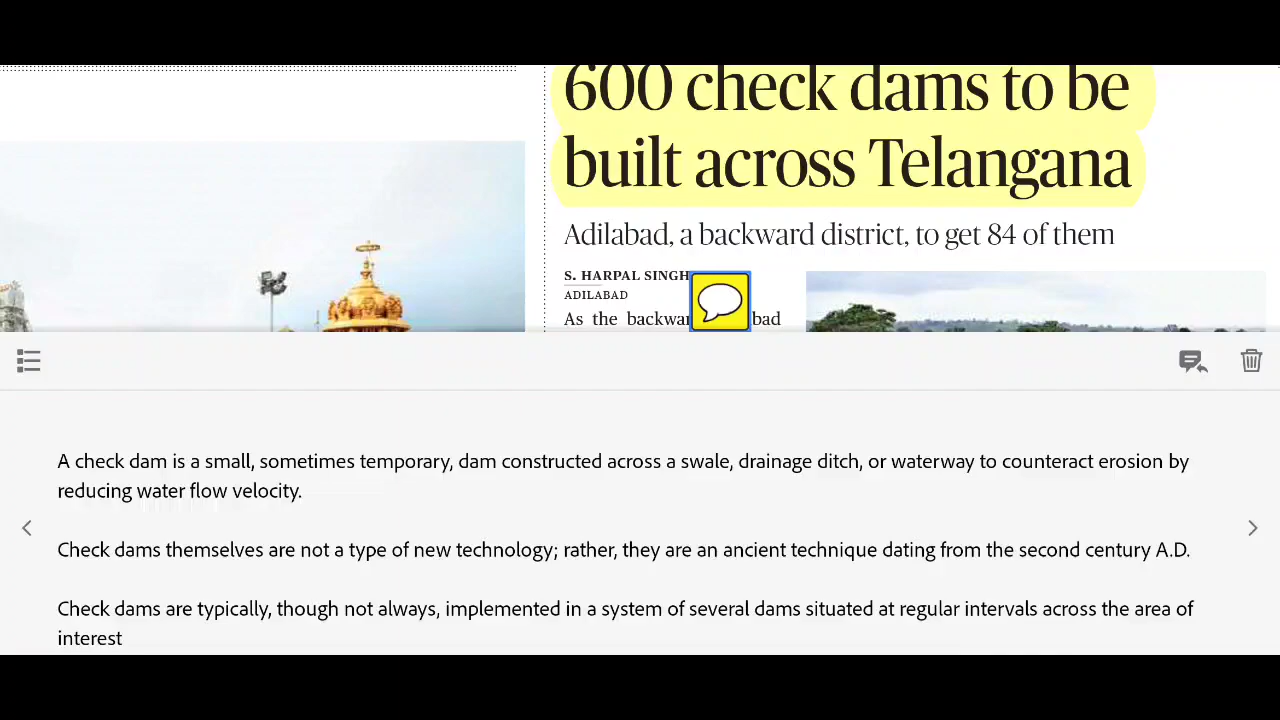 600 check dams to be
built across Telangana
Adilabad, a backward district, to get 84 of them
S. HARPAL SINGH
ADILABAD
As the backwar bad
A check dam is a small, sometimes temporary, dam constructed across a swale, drainage ditch, or waterway to counteract erosion by
reducing water flow velocity.
Check dams themselves are not a type of new technology; rather, they are an ancient technique dating from the second century A.D.
Check dams are typically, though not always, implemented in a system of several dams situated at regular intervals across the area of
interest